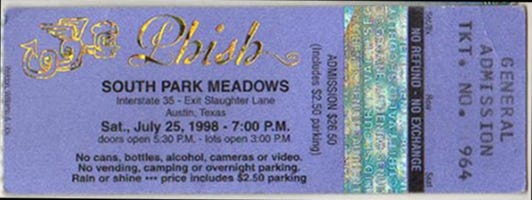 Phish
SOUTH PARK MEADOWS
Interstate 35 - Exit Slaughter Lane
Austin, Texas
Sat., July 25, 1998 - 7:00 P.M.
doors open 5:30 P.M. - lots open 3:00 P.M.
No cans, bottles, alcohol, cameras or video.
No vending, camping or overnight parking.
Rain or shine ••• price includes $2.50 parking
ADMISSION $26.50
(Includes $2.50 parking)
NO REFUND - NO EXCHANGE
Row
Seat
GENERAL
ADMISSION
TKT. NO. 964